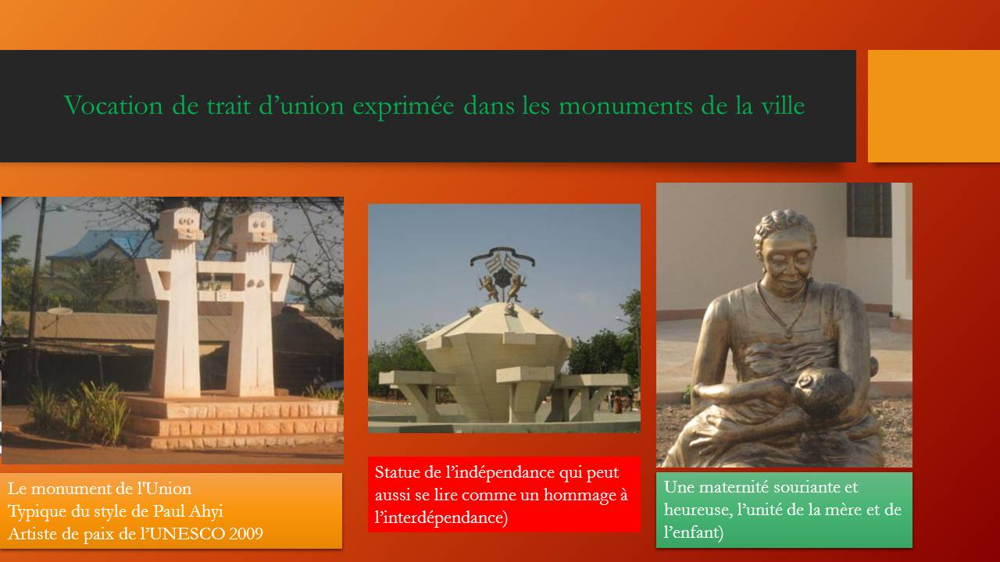 Vocation de trait d’union exprimée dans les monuments de la ville
Le monument de l'Union
Typique du style de Paul Ahyi
Artiste de paix de l’UNESCO 2009
Statue de l’indépendance qui peut
aussi se lire comme un hommage à
l’interdépendance)
Une maternité souriante et
heureuse, l’unité de la mère et de
l’enfant)